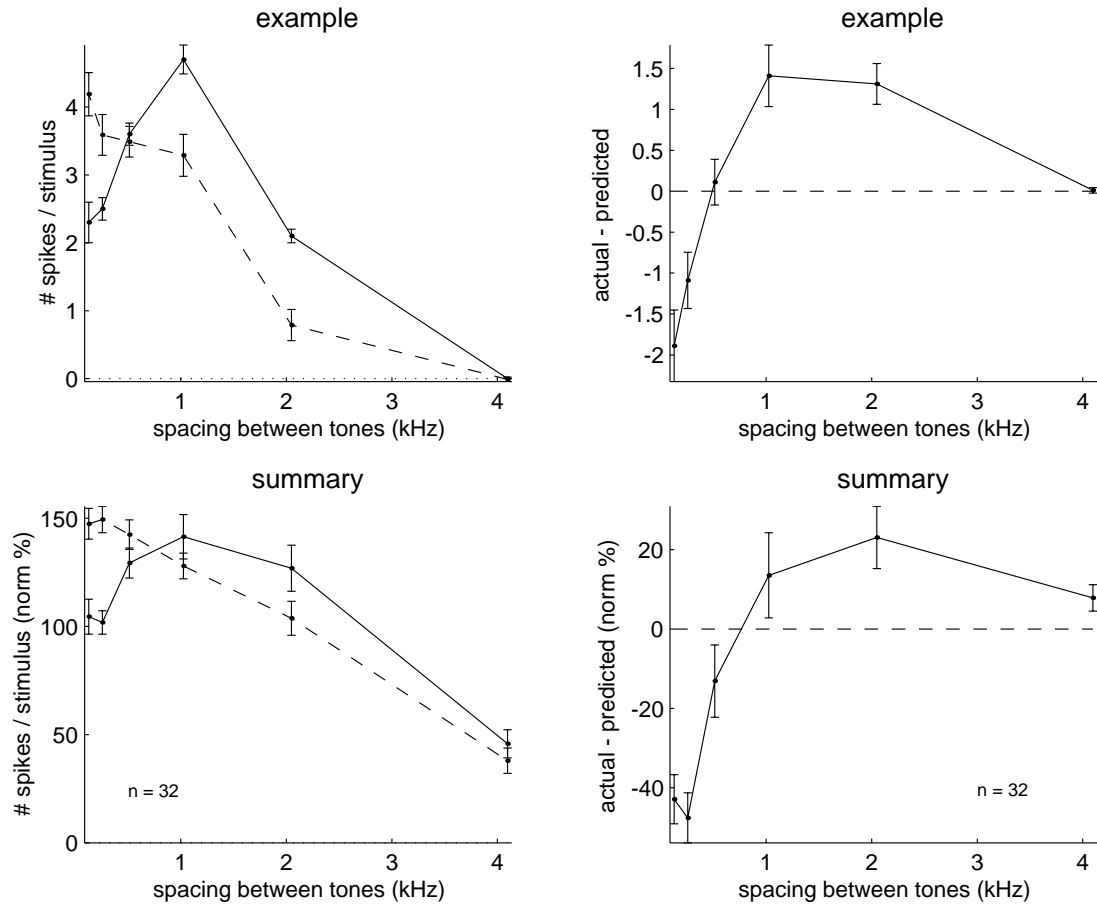 example
# spikes / stimulus
4
3
2
1
0
1 2 3 4
spacing between tones (kHz)
example
actual - predicted
1.5
1
0.5
0
-0.5
-1
-1.5
-2
1 2 3 4
spacing between tones (kHz)
summary
# spikes / stimulus (norm %)
150
100
50
0
n = 32
1 2 3 4
spacing between tones (kHz)
summary
actual - predicted (norm %)
20
0
-20
-40
n = 32
1 2 3 4
spacing between tones (kHz)